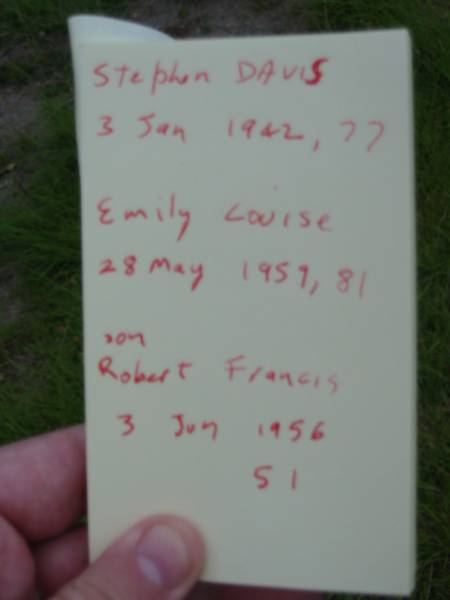 Stephen DAVIS
3 Jan 1942, 77
Emily Louise
28 May 1959, 81
son
Robert Francis
3 Jun 1956
51